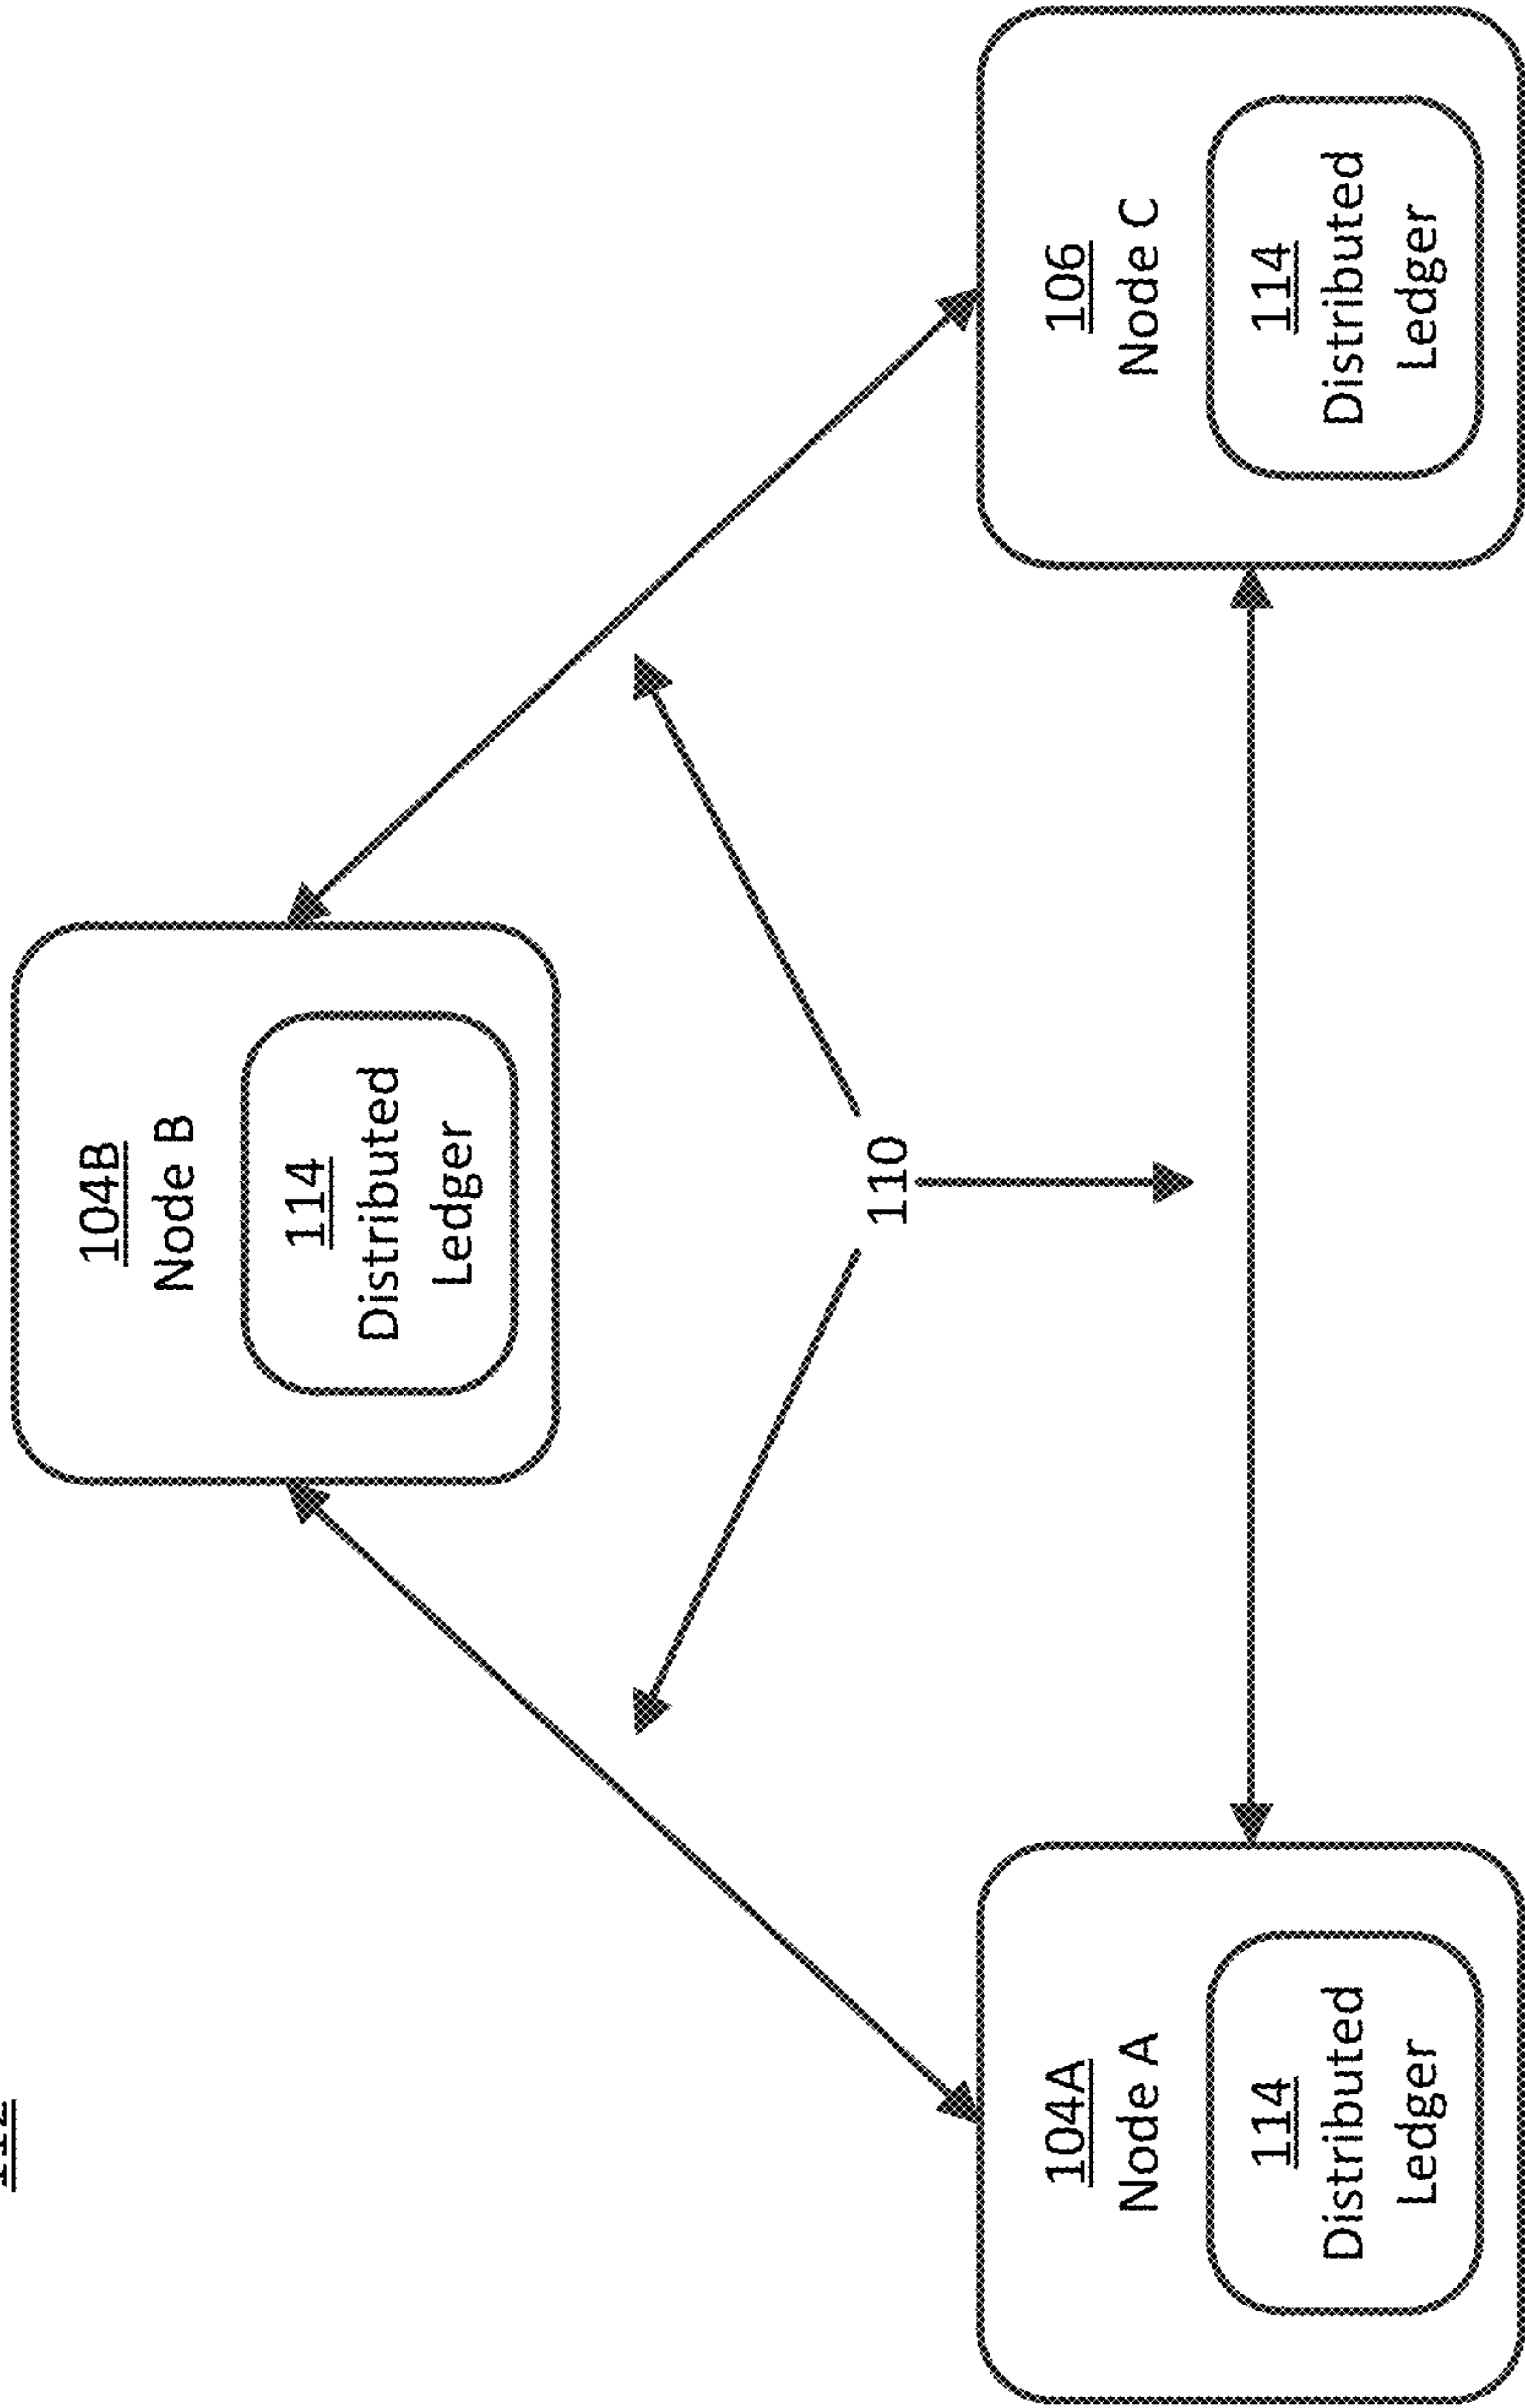 104B
Node B
114
Distributed
Ledger
110
104A
Node A
114
Distributed
Ledger
106
Node C
114
Distributed
Ledger